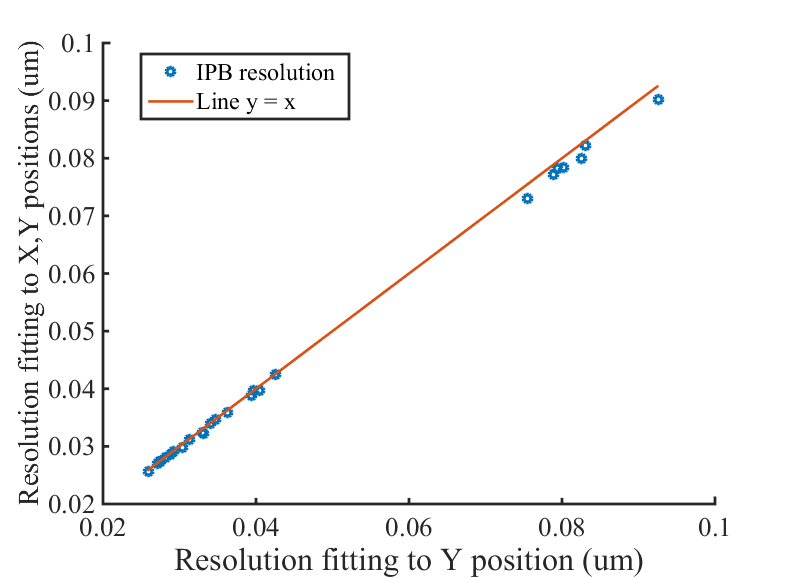 Resolution fitting to X,Y positions (um)
0.1
0.09
0.08
0.07
0.06
0.05
0.04
0.03
0.02
IPB resolution
Line y = x
0.02 0.04 0.06 0.08 0.1
Resolution fitting to Y position (um)